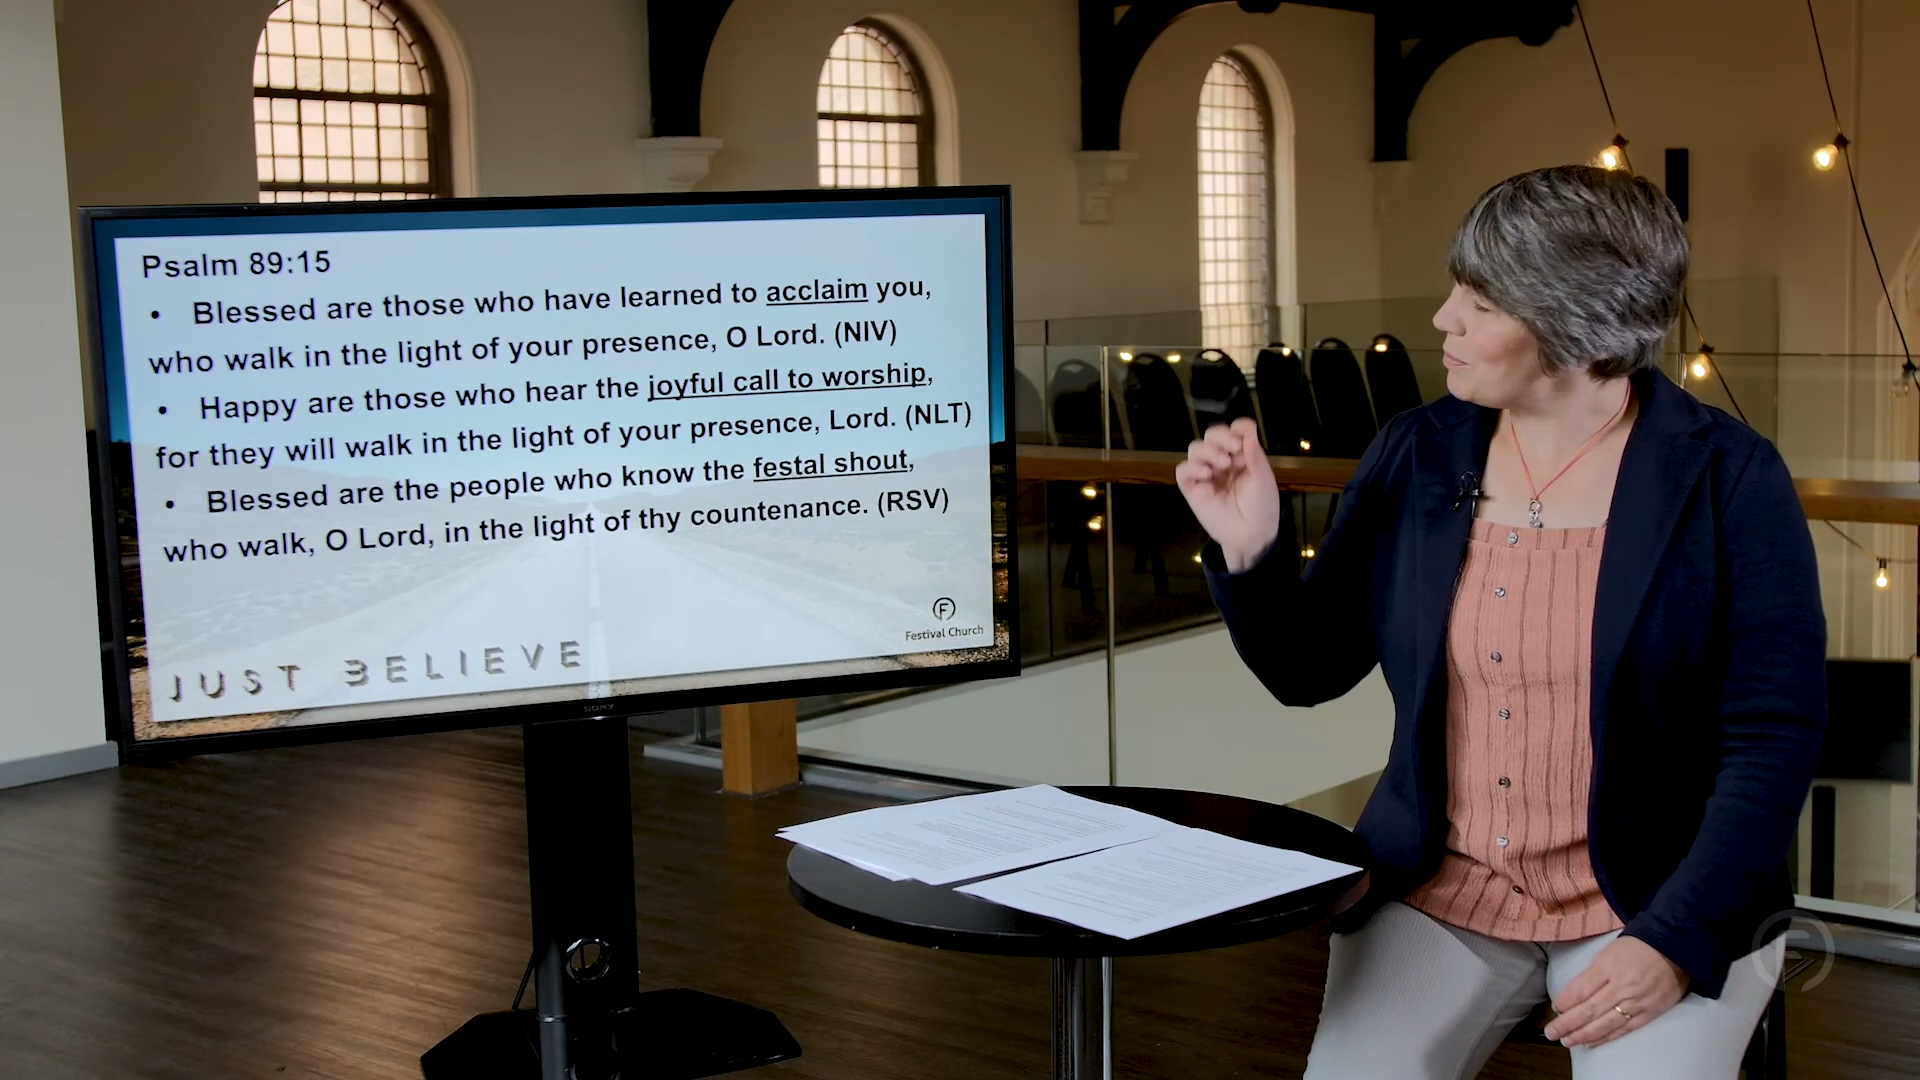 Psalm 89:15
• Blessed are those who have learned to acclaim you,
who walk in the light of your presence, O Lord. (NIV)
• Happy are those who hear the joyful call to worship,
for they will walk in the light of your presence, Lord. (NLT)
• Blessed are the people who know the festal shout,
who walk, O Lord, in the light of thy countenance. (RSV)
F
Festival Church
JUST BELIEVE
SONY
F